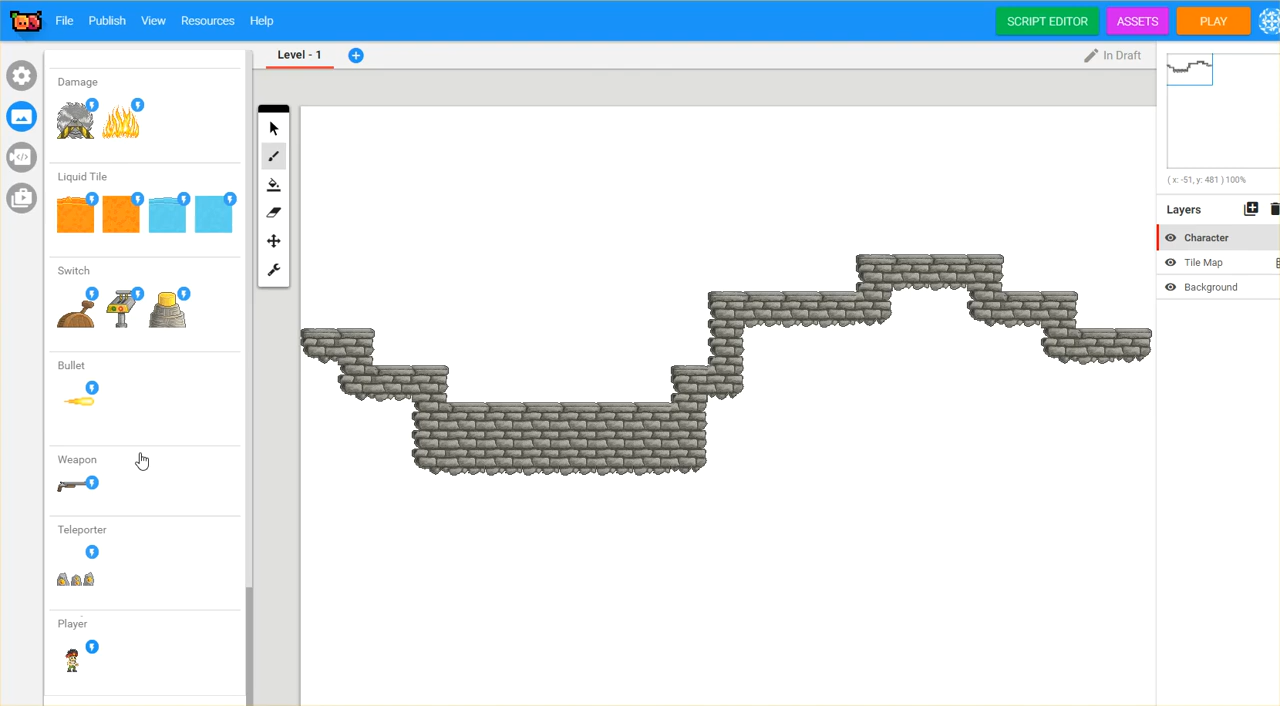 File Publish View Resources Help SCRIPT EDITOR ASSETS PLAY
Level - 1 In Draft
Damage
Liquid Tile
Switch
Bullet
Weapon
Teleporter
Player
( x: -51, y: 481 ) 100%
Layers
Character
Tile Map
Background